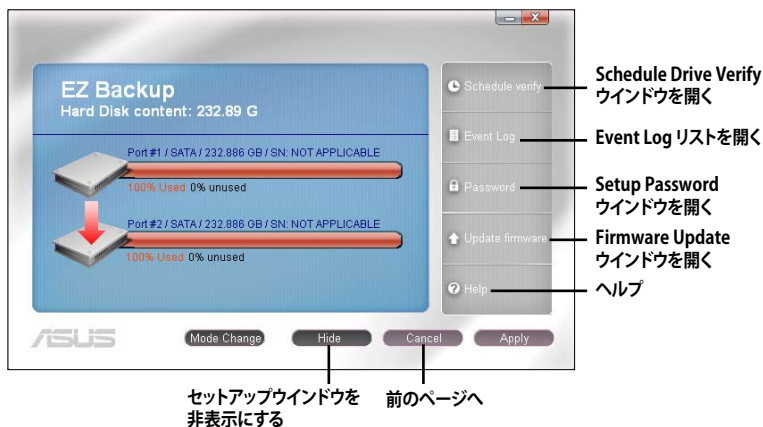 EZ Backup
Hard Disk content: 232.89 G
Port#1 / SATA / 232.886 GB / SN: NOT APPLICABLE
100% Used 0% unused
Port#2 / SATA / 232.886 GB / SN: NOT APPLICABLE
100% Used 0% unused
Schedule verify
Event Log
Password
Update firmware
Help
Schedule Drive Verify
ウインドウを開く
Event Log リストを開く
Setup Password
ウインドウを開く
Firmware Update
ウインドウを開く
ヘルプ
ASUS
Mode Change
Hide
Cancel
Apply
セットアップウインドウを
非表示にする
前のページへ